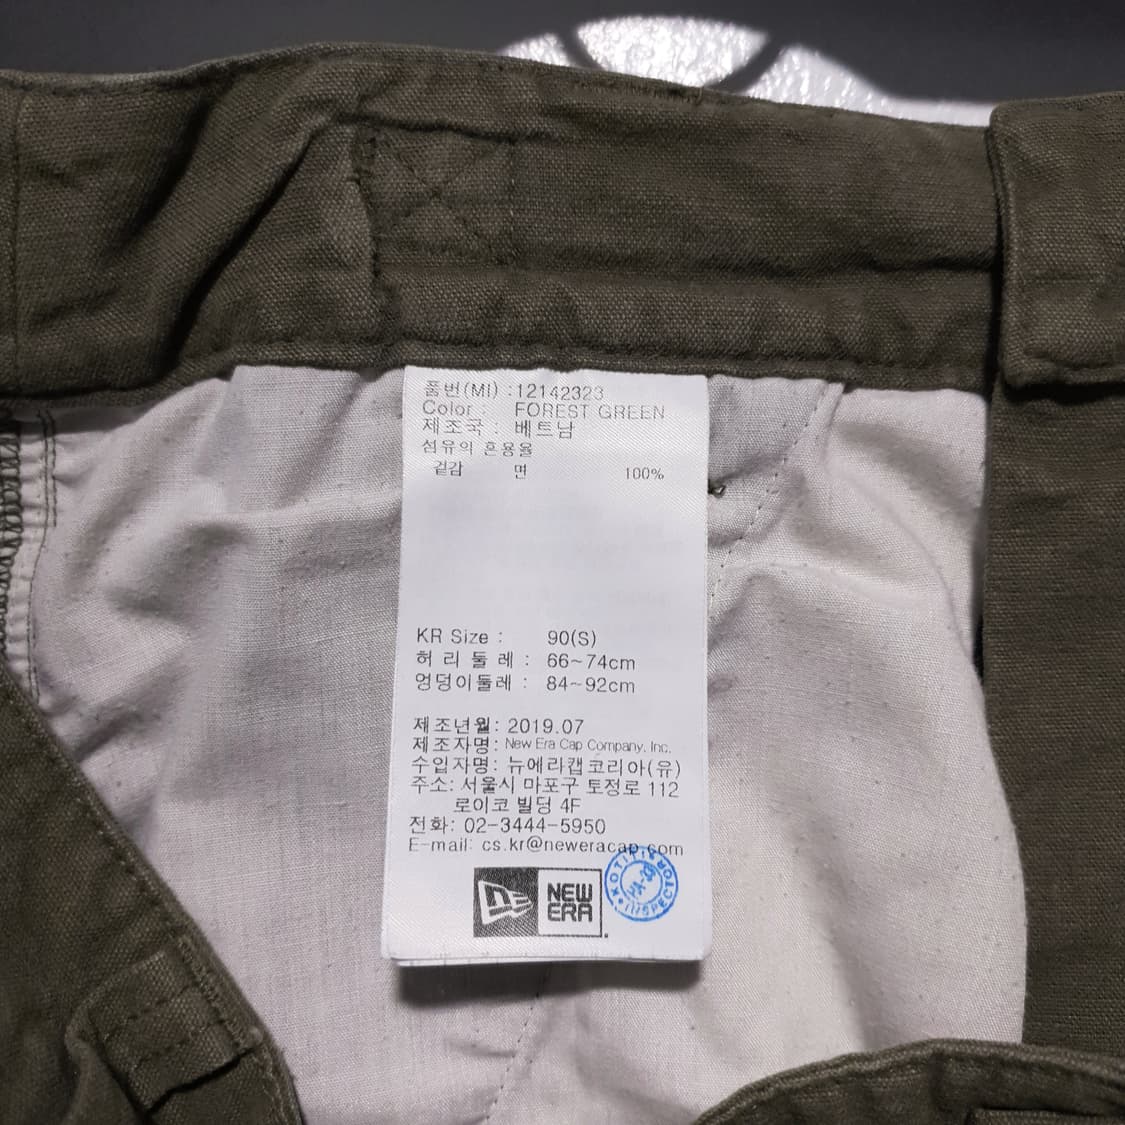 품번(MI) :12142323
Color : FOREST GREEN
제조국 : 베트남
섬유의 혼용율
겉감 면 100%
KR Size : 90(S)
허리둘레 : 66~74cm
엉덩이둘레 : 84~92cm
제조년월: 2019.07
제조자명: New Era Cap Company, Inc.
수입자명: 뉴에라캡코리아(유)
주소: 서울시 마포구 토정로 112
로이코 빌딩 4F
전화: 02-3444-5950
E-mail: cs.kr@neweracap.com
NEW
ERA
KOTITI
INSPECTOR